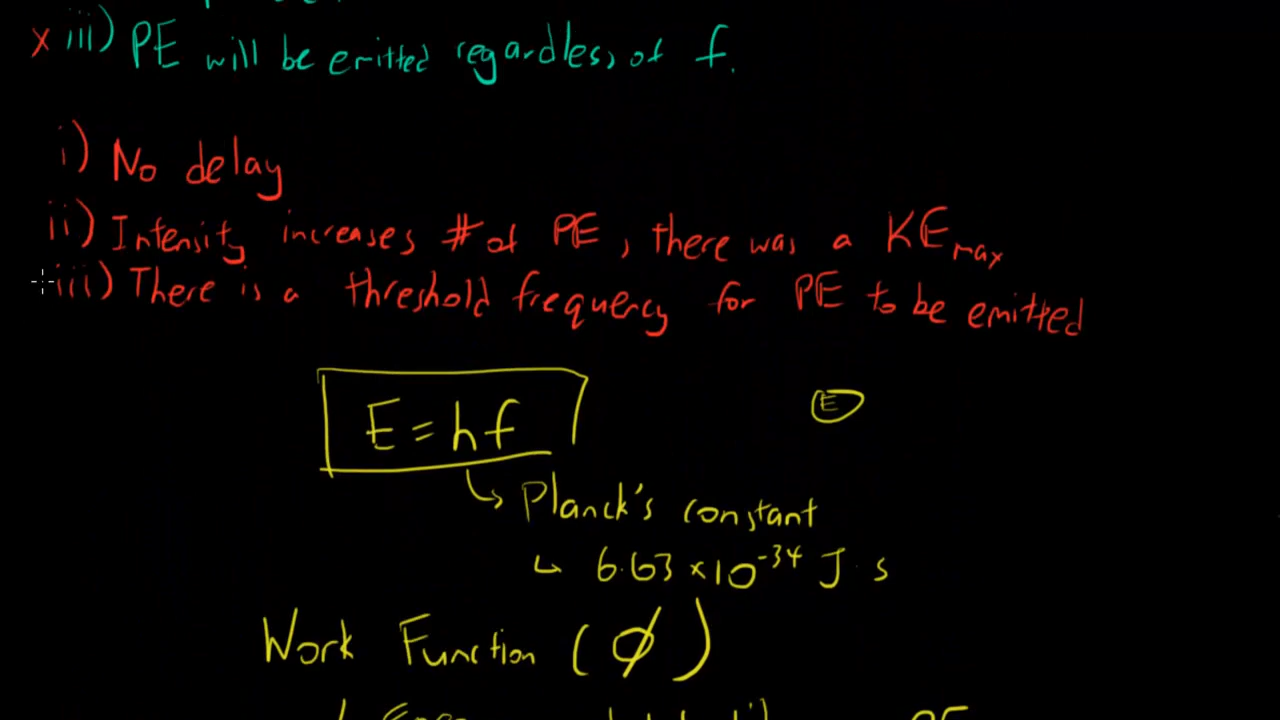 x iii) PE will be emitted regardless of f.
i) No delay
ii) Intensity increases # of PE, there was a KEmax
iii) There is a threshold frequency for PE to be emitted
E = hf
E
↳ Planck's constant
↳ 6.63 ×10⁻³⁴ J·s
Work Function (ϕ)
PE